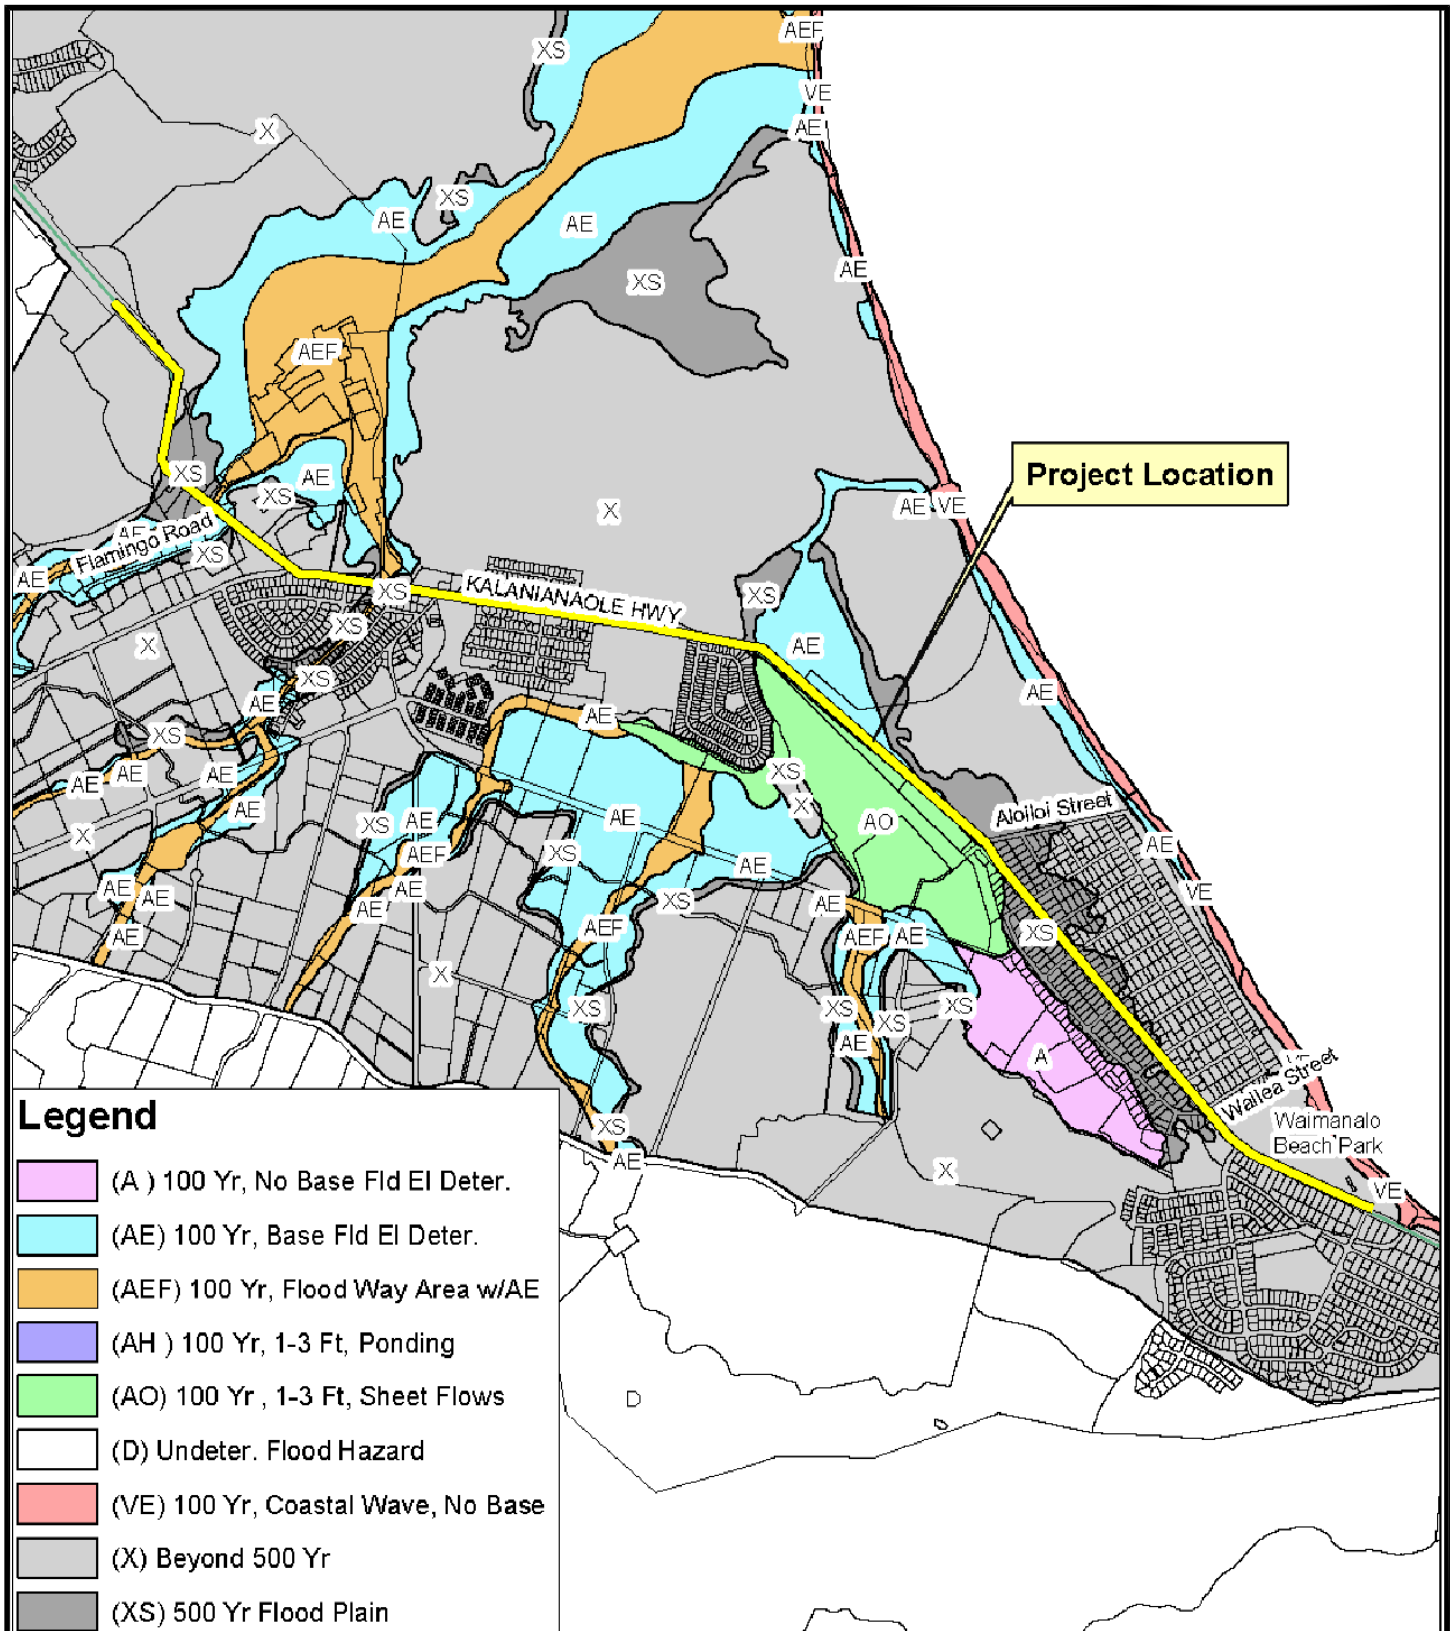 AEF
XS
VE
AE
X
XS
AE
AE
XS
AE
AEF
Project Location
XS
AE
XS
X
AE
VE
AE
Flamingo Road
XS
AE
XS
KALANIANAOLE HWY
XS
XS
X
AE
XS
AE
AE
AE
XS
AE
AE
AE
AE
XS
X
Aloiloi Street
X
XS
AE
AEF
AE
AO
AE
XS
AE
AE
VE
AE
AE
AE
XS
AE
AEF
AEF
AE
XS
AE
X
XS
XS
XS
XS
AE
A
VE
Wailea Street
Waimanalo
Beach Park
XS
AE
X
VE
D
Legend
(A ) 100 Yr, No Base Fld El Deter.
(AE) 100 Yr, Base Fld El Deter.
(AEF) 100 Yr, Flood Way Area w/AE
(AH ) 100 Yr, 1-3 Ft, Ponding
(AO) 100 Yr , 1-3 Ft, Sheet Flows
(D) Undeter. Flood Hazard
(VE) 100 Yr, Coastal Wave, No Base
(X) Beyond 500 Yr
(XS) 500 Yr Flood Plain